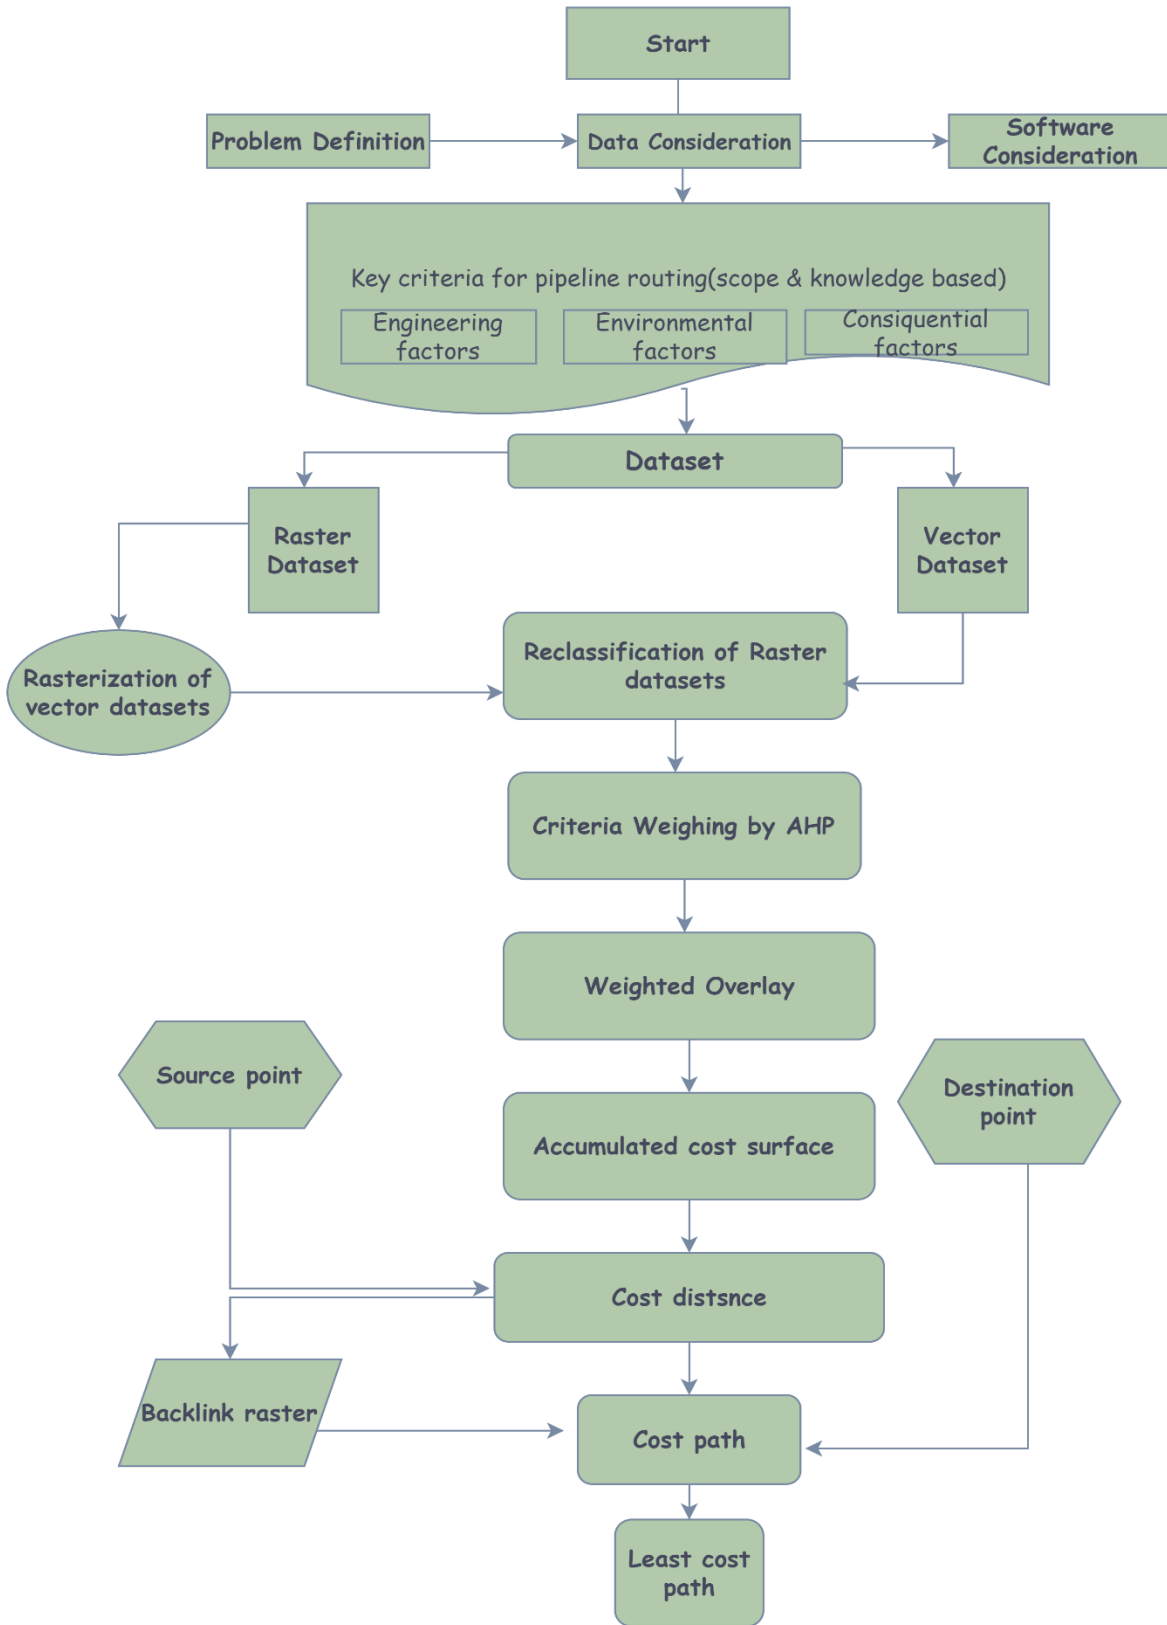 Start
Problem Definition
Data Consideration
Software
Consideration
Key criteria for pipeline routing(scope & knowledge based)
Engineering
factors
Environmental
factors
Consiquential
factors
Dataset
Raster
Dataset
Vector
Dataset
Rasterization of
vector datasets
Reclassification of Raster
datasets
Criteria Weighing by AHP
Weighted Overlay
Source point
Destination
point
Accumulated cost surface
Cost distsnce
Backlink raster
Cost path
Least cost
path